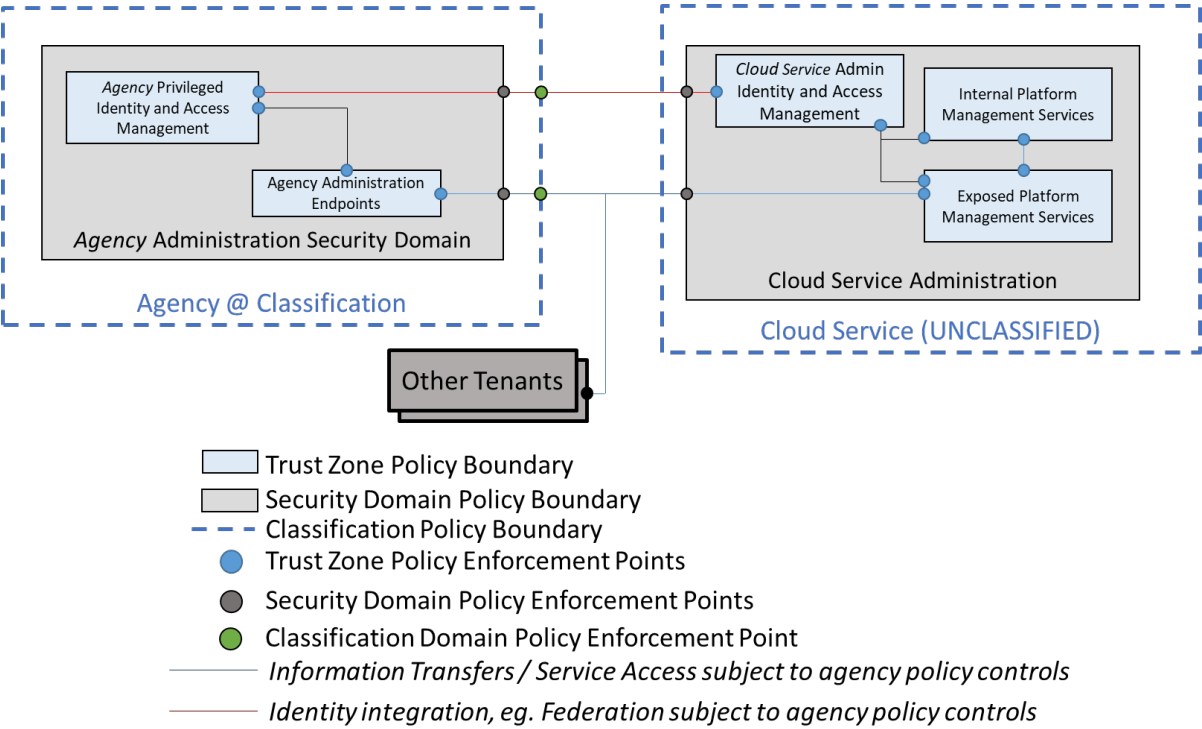 Agency Privileged
Identity and Access
Management
Agency Administration
Endpoints
Agency Administration Security Domain
Agency @ Classification
Cloud Service Admin
Identity and Access
Management
Internal Platform
Management Services
Exposed Platform
Management Services
Cloud Service Administration
Cloud Service (UNCLASSIFIED)
Other Tenants
Trust Zone Policy Boundary
Security Domain Policy Boundary
Classification Policy Boundary
Trust Zone Policy Enforcement Points
Security Domain Policy Enforcement Points
Classification Domain Policy Enforcement Point
Information Transfers / Service Access subject to agency policy controls
Identity integration, eg. Federation subject to agency policy controls